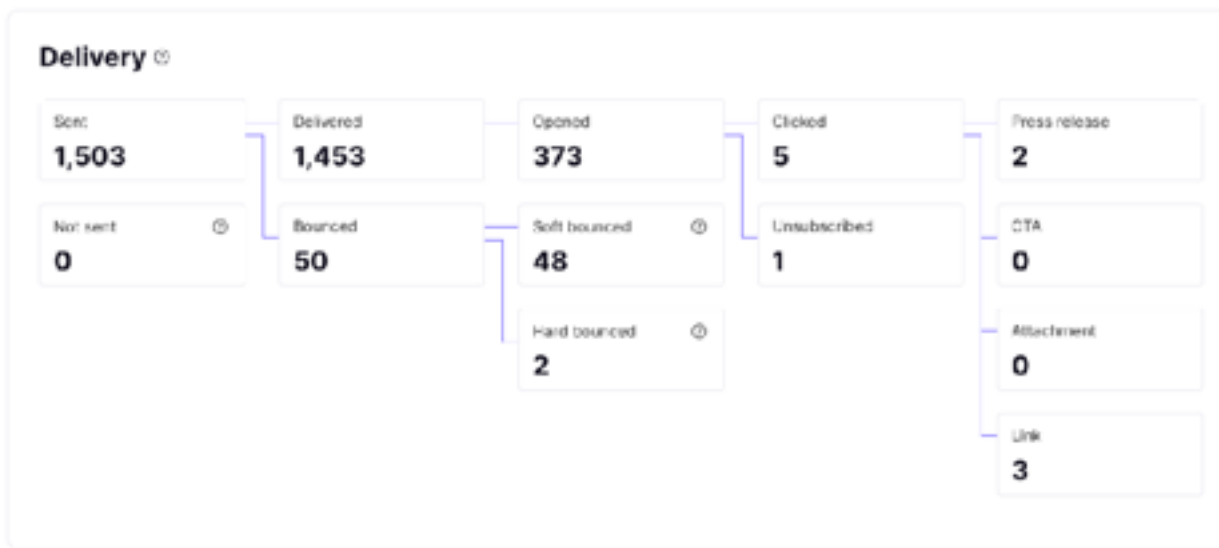 Delivery
Sent
1,503
Delivered
1,453
Opened
373
Clicked
5
Press release
2
Not sent
0
Bounced
50
Soft bounced
48
Unsubscribed
1
CTA
0
Hard bounced
2
Attachment
0
Link
3